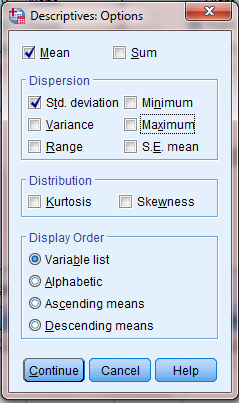 Descriptives: Options
Mean Sum
Dispersion
Std. deviation Minimum
Variance Maximum
Range S.E. mean
Distribution
Kurtosis Skewness
Display Order
Variable list
Alphabetic
Ascending means
Descending means
Continue Cancel Help